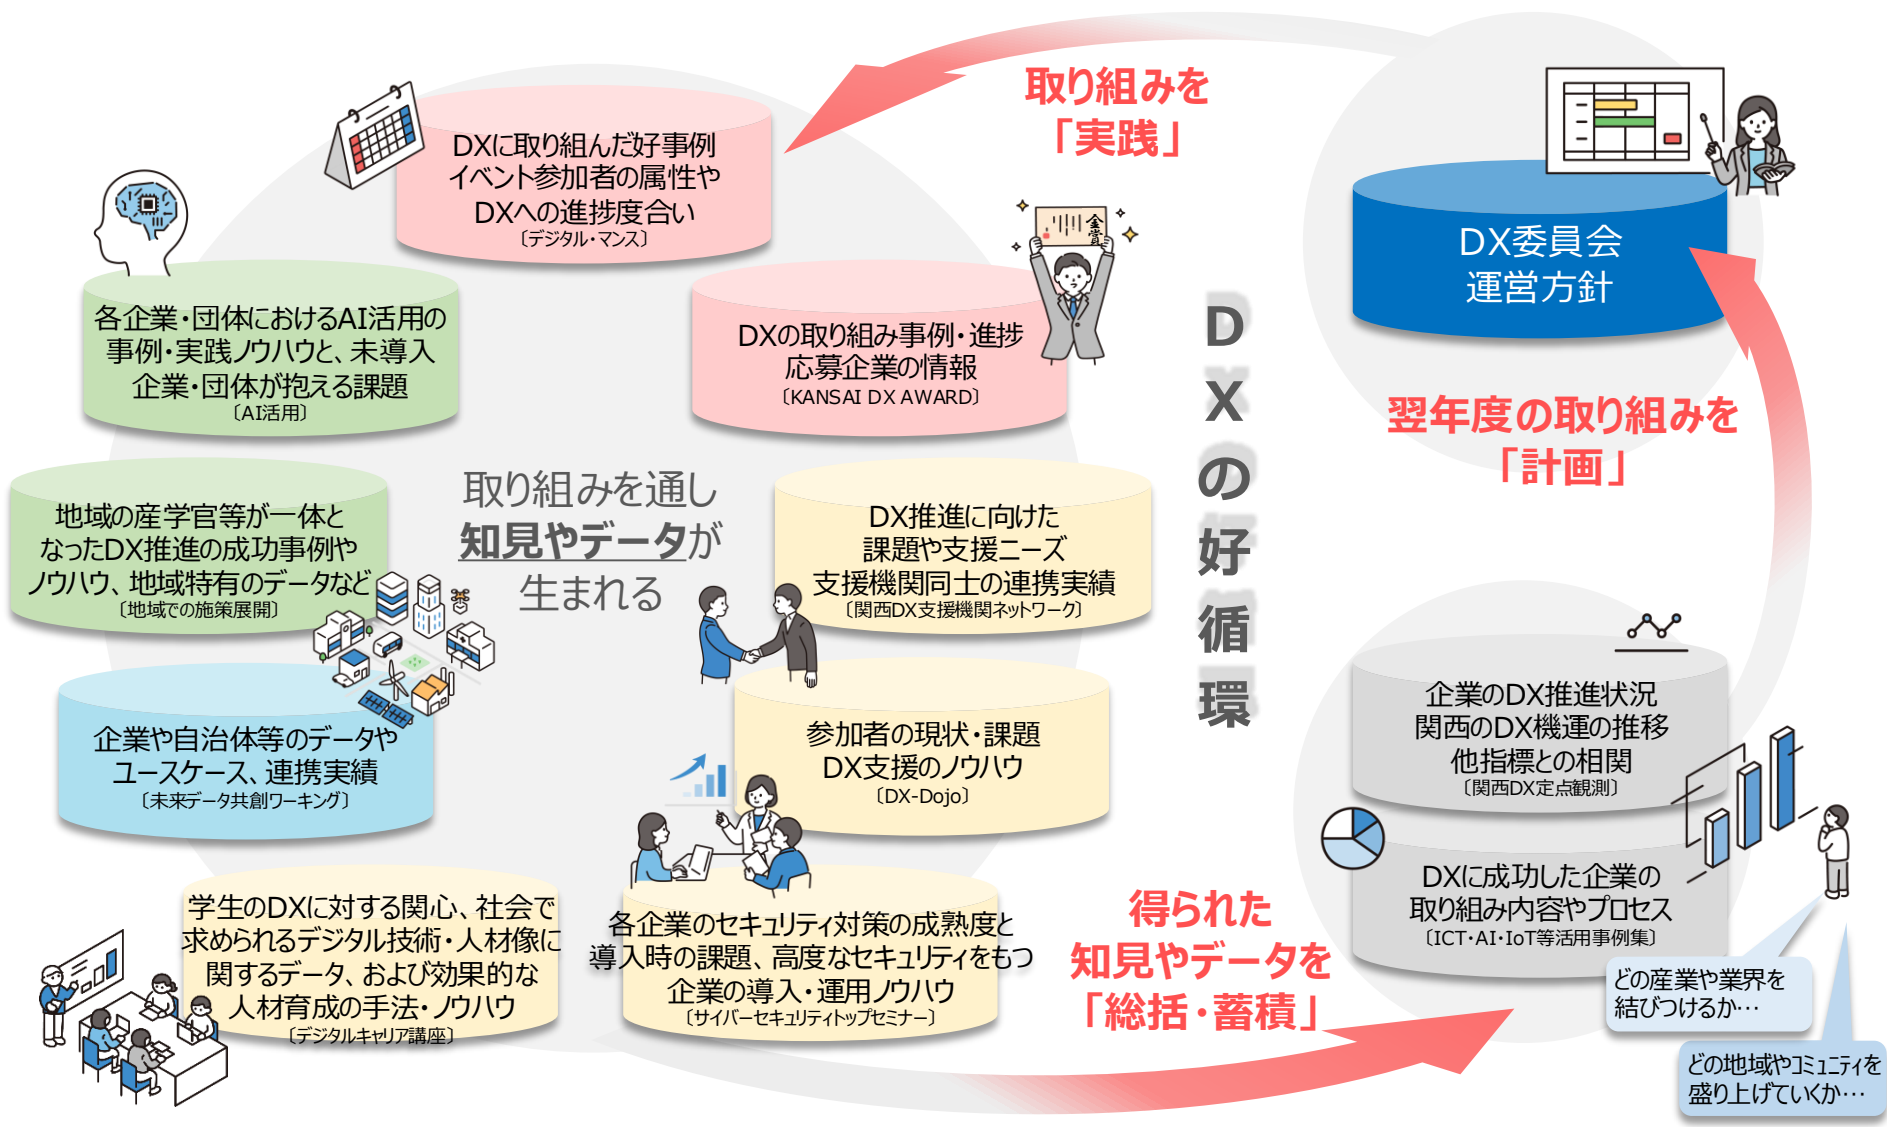 取り組みを
「実践」
DXに取り組んだ好事例
イベント参加者の属性や
DXへの進捗度合い
〔デジタル・マンス〕
金賞
DX委員会
運営方針
各企業・団体におけるAI活用の
事例・実践ノウハウと、未導入
企業・団体が抱える課題
〔AI活用〕
DXの取り組み事例・進捗
応募企業の情報
〔KANSAI DX AWARD〕
DXの好循環
翌年度の取り組みを
「計画」
地域の産学官等が一体と
なったDX推進の成功事例や
ノウハウ、地域特有のデータなど
〔地域での施策展開〕
取り組みを通し
知見やデータが
生まれる
DX推進に向けた
課題や支援ニーズ
支援機関同士の連携実績
〔関西DX支援機関ネットワーク〕
企業や自治体等のデータや
ユースケース、連携実績
〔未来データ共創ワーキング〕
参加者の現状・課題
DX支援のノウハウ
〔DX-Dojo〕
企業のDX推進状況
関西のDX機運の推移
他指標との相関
〔関西DX定点観測〕
DXに成功した企業の
取り組み内容やプロセス
〔ICT・AI・IoT等活用事例集〕
学生のDXに対する関心、社会で
求められるデジタル技術・人材像に
関するデータ、および効果的な
人材育成の手法・ノウハウ
〔デジタルキャリア講座〕
各企業のセキュリティ対策の成熟度と
導入時の課題、高度なセキュリティをもつ
企業の導入・運用ノウハウ
〔サイバーセキュリティトップセミナー〕
得られた
知見やデータを
「総括・蓄積」
どの産業や業界を
結びつけるか…
どの地域やコミュニティを
盛り上げていくか…